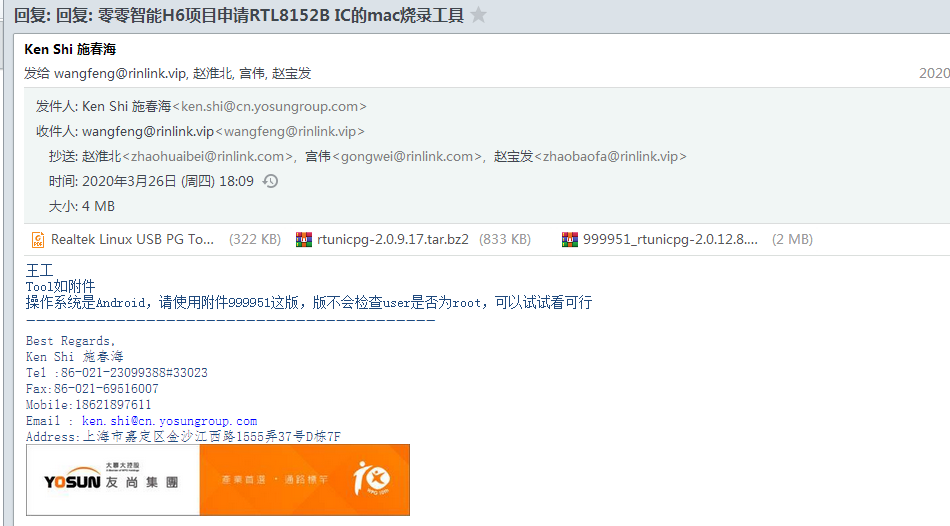 回复: 回复: 零零智能H6项目申请RTL8152B IC的mac烧录工具
Ken Shi 施春海
发给 wangfeng@rinlink.vip, 赵淮北, 宫伟, 赵宝发
2020
发件人: Ken Shi 施春海<ken.shi@cn.yosungroup.com>
收件人: wangfeng@rinlink.vip<wangfeng@rinlink.vip>
抄送: 赵淮北<zhaohuaibei@rinlink.com>, 宫伟<gongwei@rinlink.com>, 赵宝发<zhaobaofa@rinlink.vip>
时间: 2020年3月26日 (周四) 18:09
大小: 4 MB
Realtek Linux USB PG To... (322 KB) rtunicpg-2.0.9.17.tar.bz2 (833 KB) 999951_rtunicpg-2.0.12.8.... (2 MB)
王工
Tool如附件
操作系统是Android, 请使用附件999951这版, 版不会检查user是否为root, 可以试试看可行
-----------------------------------------
Best Regards,
Ken Shi 施春海
Tel :86-021-23099388#33023
Fax:86-021-69516007
Mobile:18621897611
Email : ken.shi@cn.yosungroup.com
Address:上海市嘉定区金沙江西路1555弄37号D栋7F
大聯大控股
YOSUN 友尚集團
產業首選·通路標竿